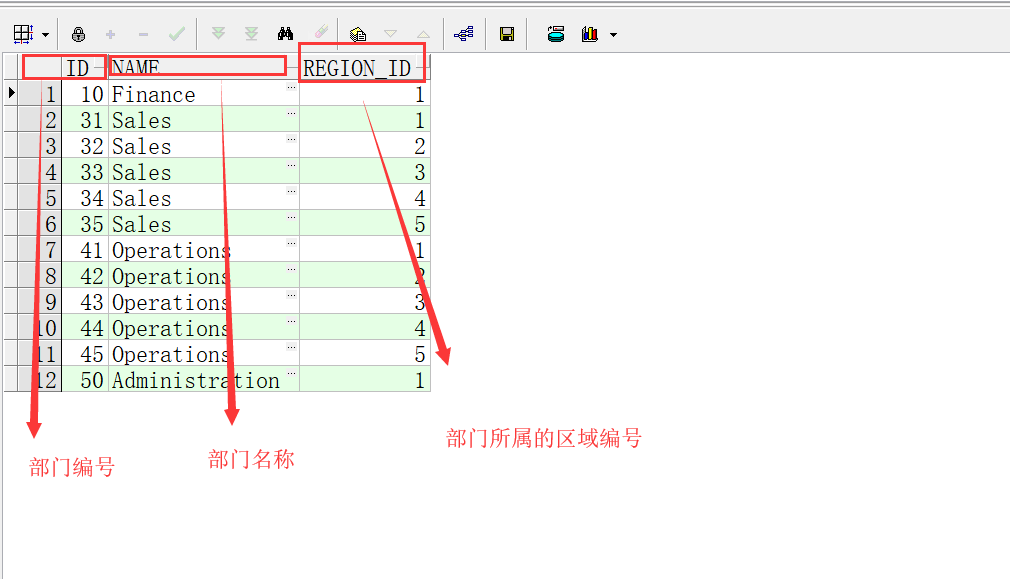 ID NAME REGION_ID
1 10 Finance 1
2 31 Sales 1
3 32 Sales 2
4 33 Sales 3
5 34 Sales 4
6 35 Sales 5
7 41 Operations 1
8 42 Operations 2
9 43 Operations 3
10 44 Operations 4
11 45 Operations 5
12 50 Administration 1
部门所属的区域编号
部门名称
部门编号